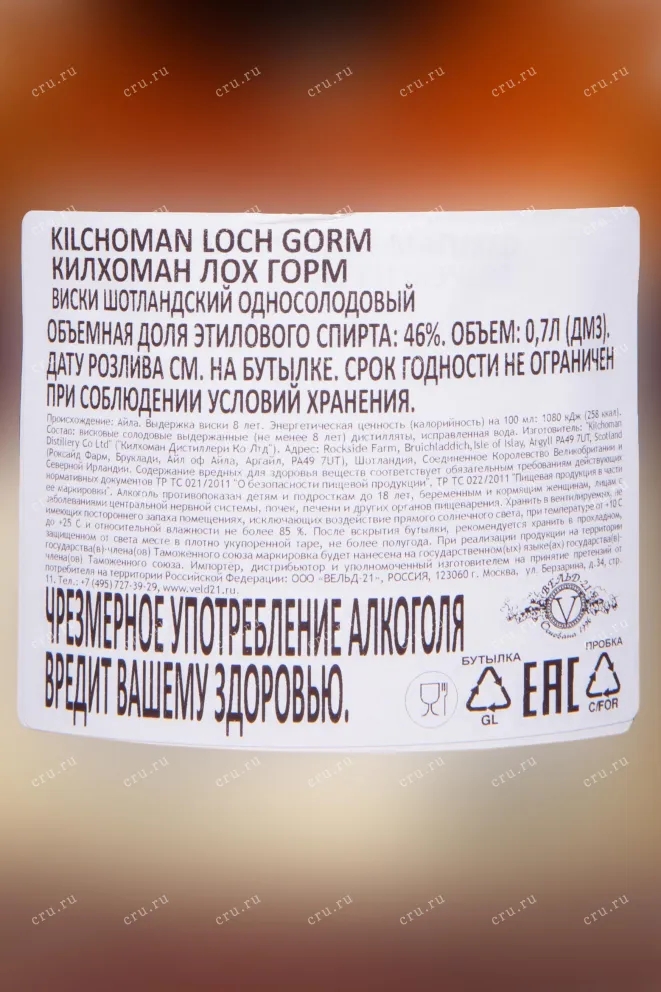 KILCHOMAN LOCH GORM
КИЛХОМАН ЛОХ ГОРМ
ВИСКИ ШОТЛАНДСКИЙ ОДНОСОЛОДОВЫЙ
ОБЪЕМНАЯ ДОЛЯ ЭТИЛОВОГО СПИРТА: 46%. ОБЪЕМ: 0,7Л (ДМЗ).
ДАТУ РОЗЛИВА СМ. НА БУТЫЛКЕ. СРОК ГОДНОСТИ НЕ ОГРАНИЧЕН
ПРИ СОБЛЮДЕНИИ УСЛОВИЙ ХРАНЕНИЯ.
Происхождение: Айла. Выдержка виски 8 лет. Энергетическая ценность (калорийность) на 100 мл: 1080 кДж (258 ккал).
Состав: висковые солодовые выдержанные (не менее 8 лет) дистилляты, исправленная вода. Изготовитель: "Kilchoman
Distillery Co Ltd" ("Килхоман Дистиллери Ко Лтд"). Адрес: Rockside Farm, Bruichladdich, Isle of Islay, Argyll PA49 7UT, Scotland
(Роксайд Фарм, Бруклади, Айл оф Айла, Аргайл, PA49 7UT), Шотландия, Соединенное Королевство Великобритании и
Северной Ирландии. Содержание вредных для здоровья веществ соответствует обязательным требованиям действующих
нормативных документов ТР ТС 021/2011 "О безопасности пищевой продукции". ТР ТС 022/2011 "Пищевая продукция в части
ее маркировки". Алкоголь противопоказан детям и подросткам до 18 лет, беременным и кормящим женщинам, лицам с
заболеваниями центральной нервной системы, почек, печени и других органов пищеварения. Хранить в вентилируемых, не
имеющих постороннего запаха помещениях, исключающих воздействие прямого солнечного света, при температуре от +10 С
до +25 С и относительной влажности не более 85 %. После вскрытия бутылки, рекомендуется хранить в прохладном,
защищенном от света месте в плотно укупоренной таре, не более полугода. При реализации продукции на территории
государства(в)-члена(ов) Таможенного союза маркировка будет нанесена на государственном(ых) языке(ах) государства(в)-
члена(ов) Таможенного союза. Импортер, дистрибьютор и уполномоченный изготовителем на принятие претензий от
потребителя на территории Российской Федерации: ООО «ВЕЛЬД-21», РОССИЯ, 123060 г. Москва, ул. Берзарина, д.34, стр.
11, Тел.: +7 (495) 727-39-29, www.veld21.ru.
ВЕЛЬД-21
V
ЧРЕЗМЕРНОЕ УПОТРЕБЛЕНИЕ АЛКОГОЛЯ
ВРЕДИТ ВАШЕМУ ЗДОРОВЬЮ.
БУТЫЛКА
GL
EAC
ПРОБКА
C/FOR
cru.ru